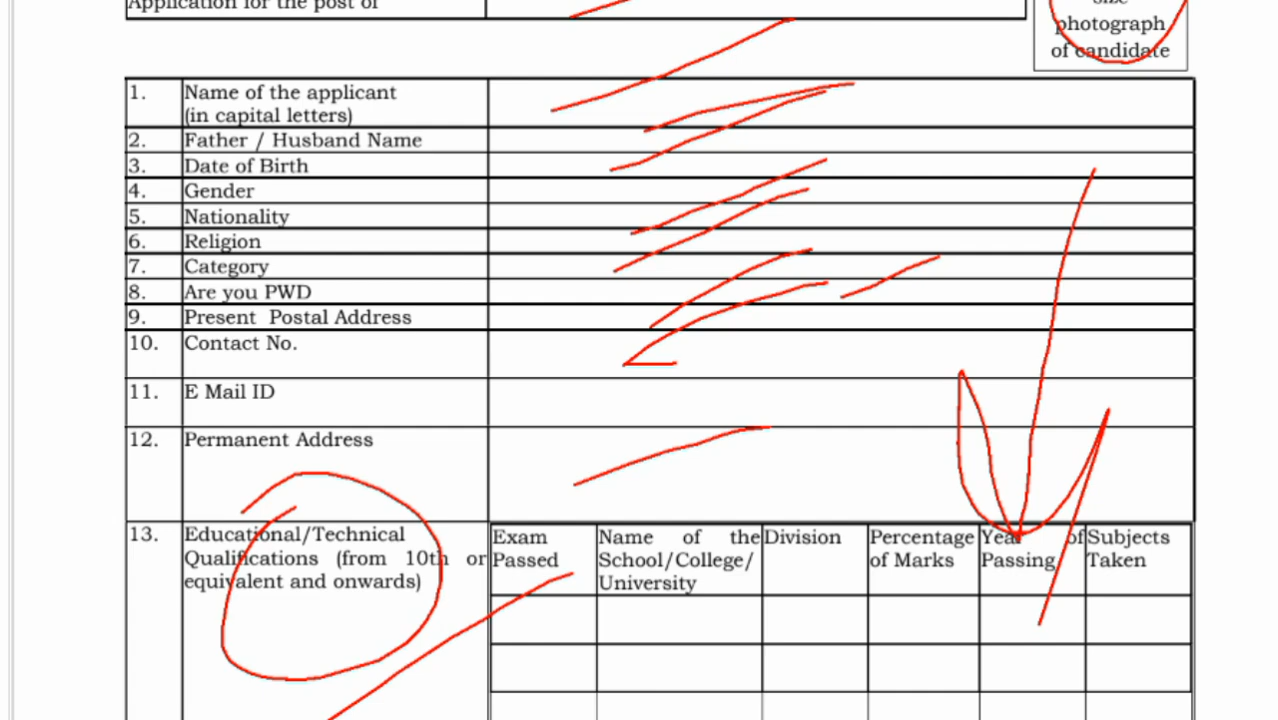 Application for the post of
size
photograph
of candidate
1. Name of the applicant
(in capital letters)
2. Father / Husband Name
3. Date of Birth
4. Gender
5. Nationality
6. Religion
7. Category
8. Are you PWD
9. Present Postal Address
10. Contact No.
11. E Mail ID
12. Permanent Address
13. Educational/Technical
Qualifications (from 10th or
equivalent and onwards)
Exam
Passed
Name of the
School/College/
University
Division
Percentage
of Marks
Year of
Passing
Subjects
Taken